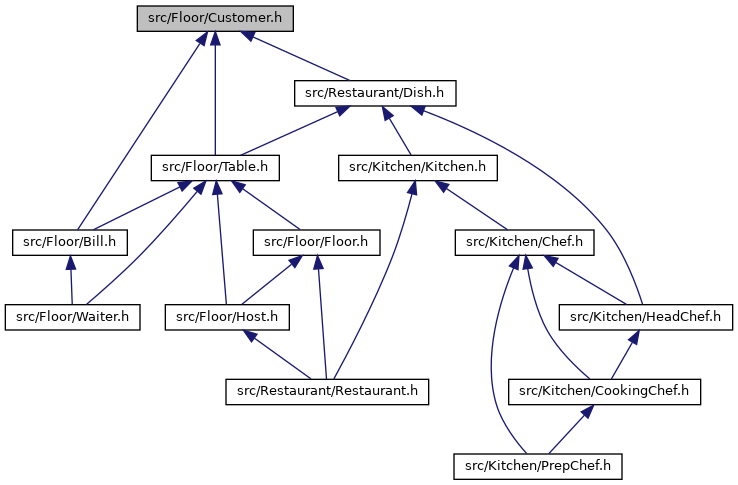 src/Floor/Customer.h
src/Restaurant/Dish.h
src/Floor/Table.h
src/Kitchen/Kitchen.h
src/Floor/Bill.h
src/Floor/Floor.h
src/Kitchen/Chef.h
src/Floor/Waiter.h
src/Floor/Host.h
src/Kitchen/HeadChef.h
src/Restaurant/Restaurant.h
src/Kitchen/CookingChef.h
src/Kitchen/PrepChef.h